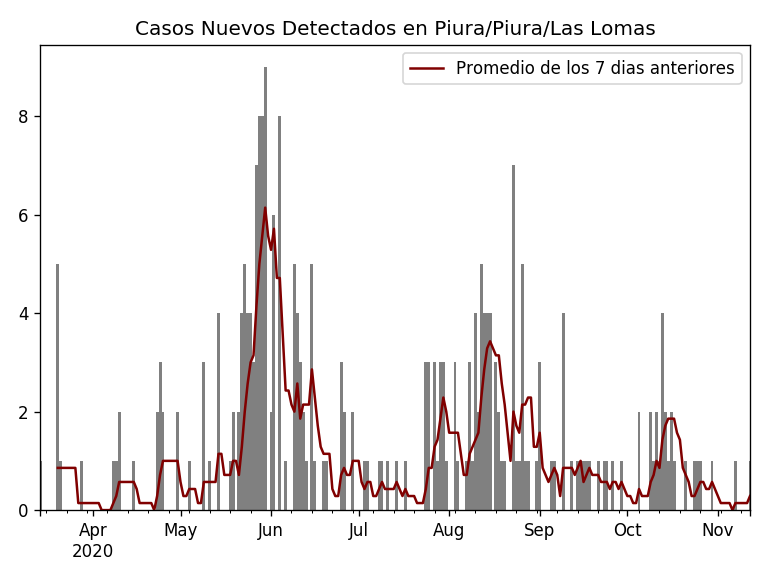 Casos Nuevos Detectados en Piura/Piura/Las Lomas
Promedio de los 7 dias anteriores
8
6
4
2
0
Apr May Jun Jul Aug Sep Oct Nov
2020